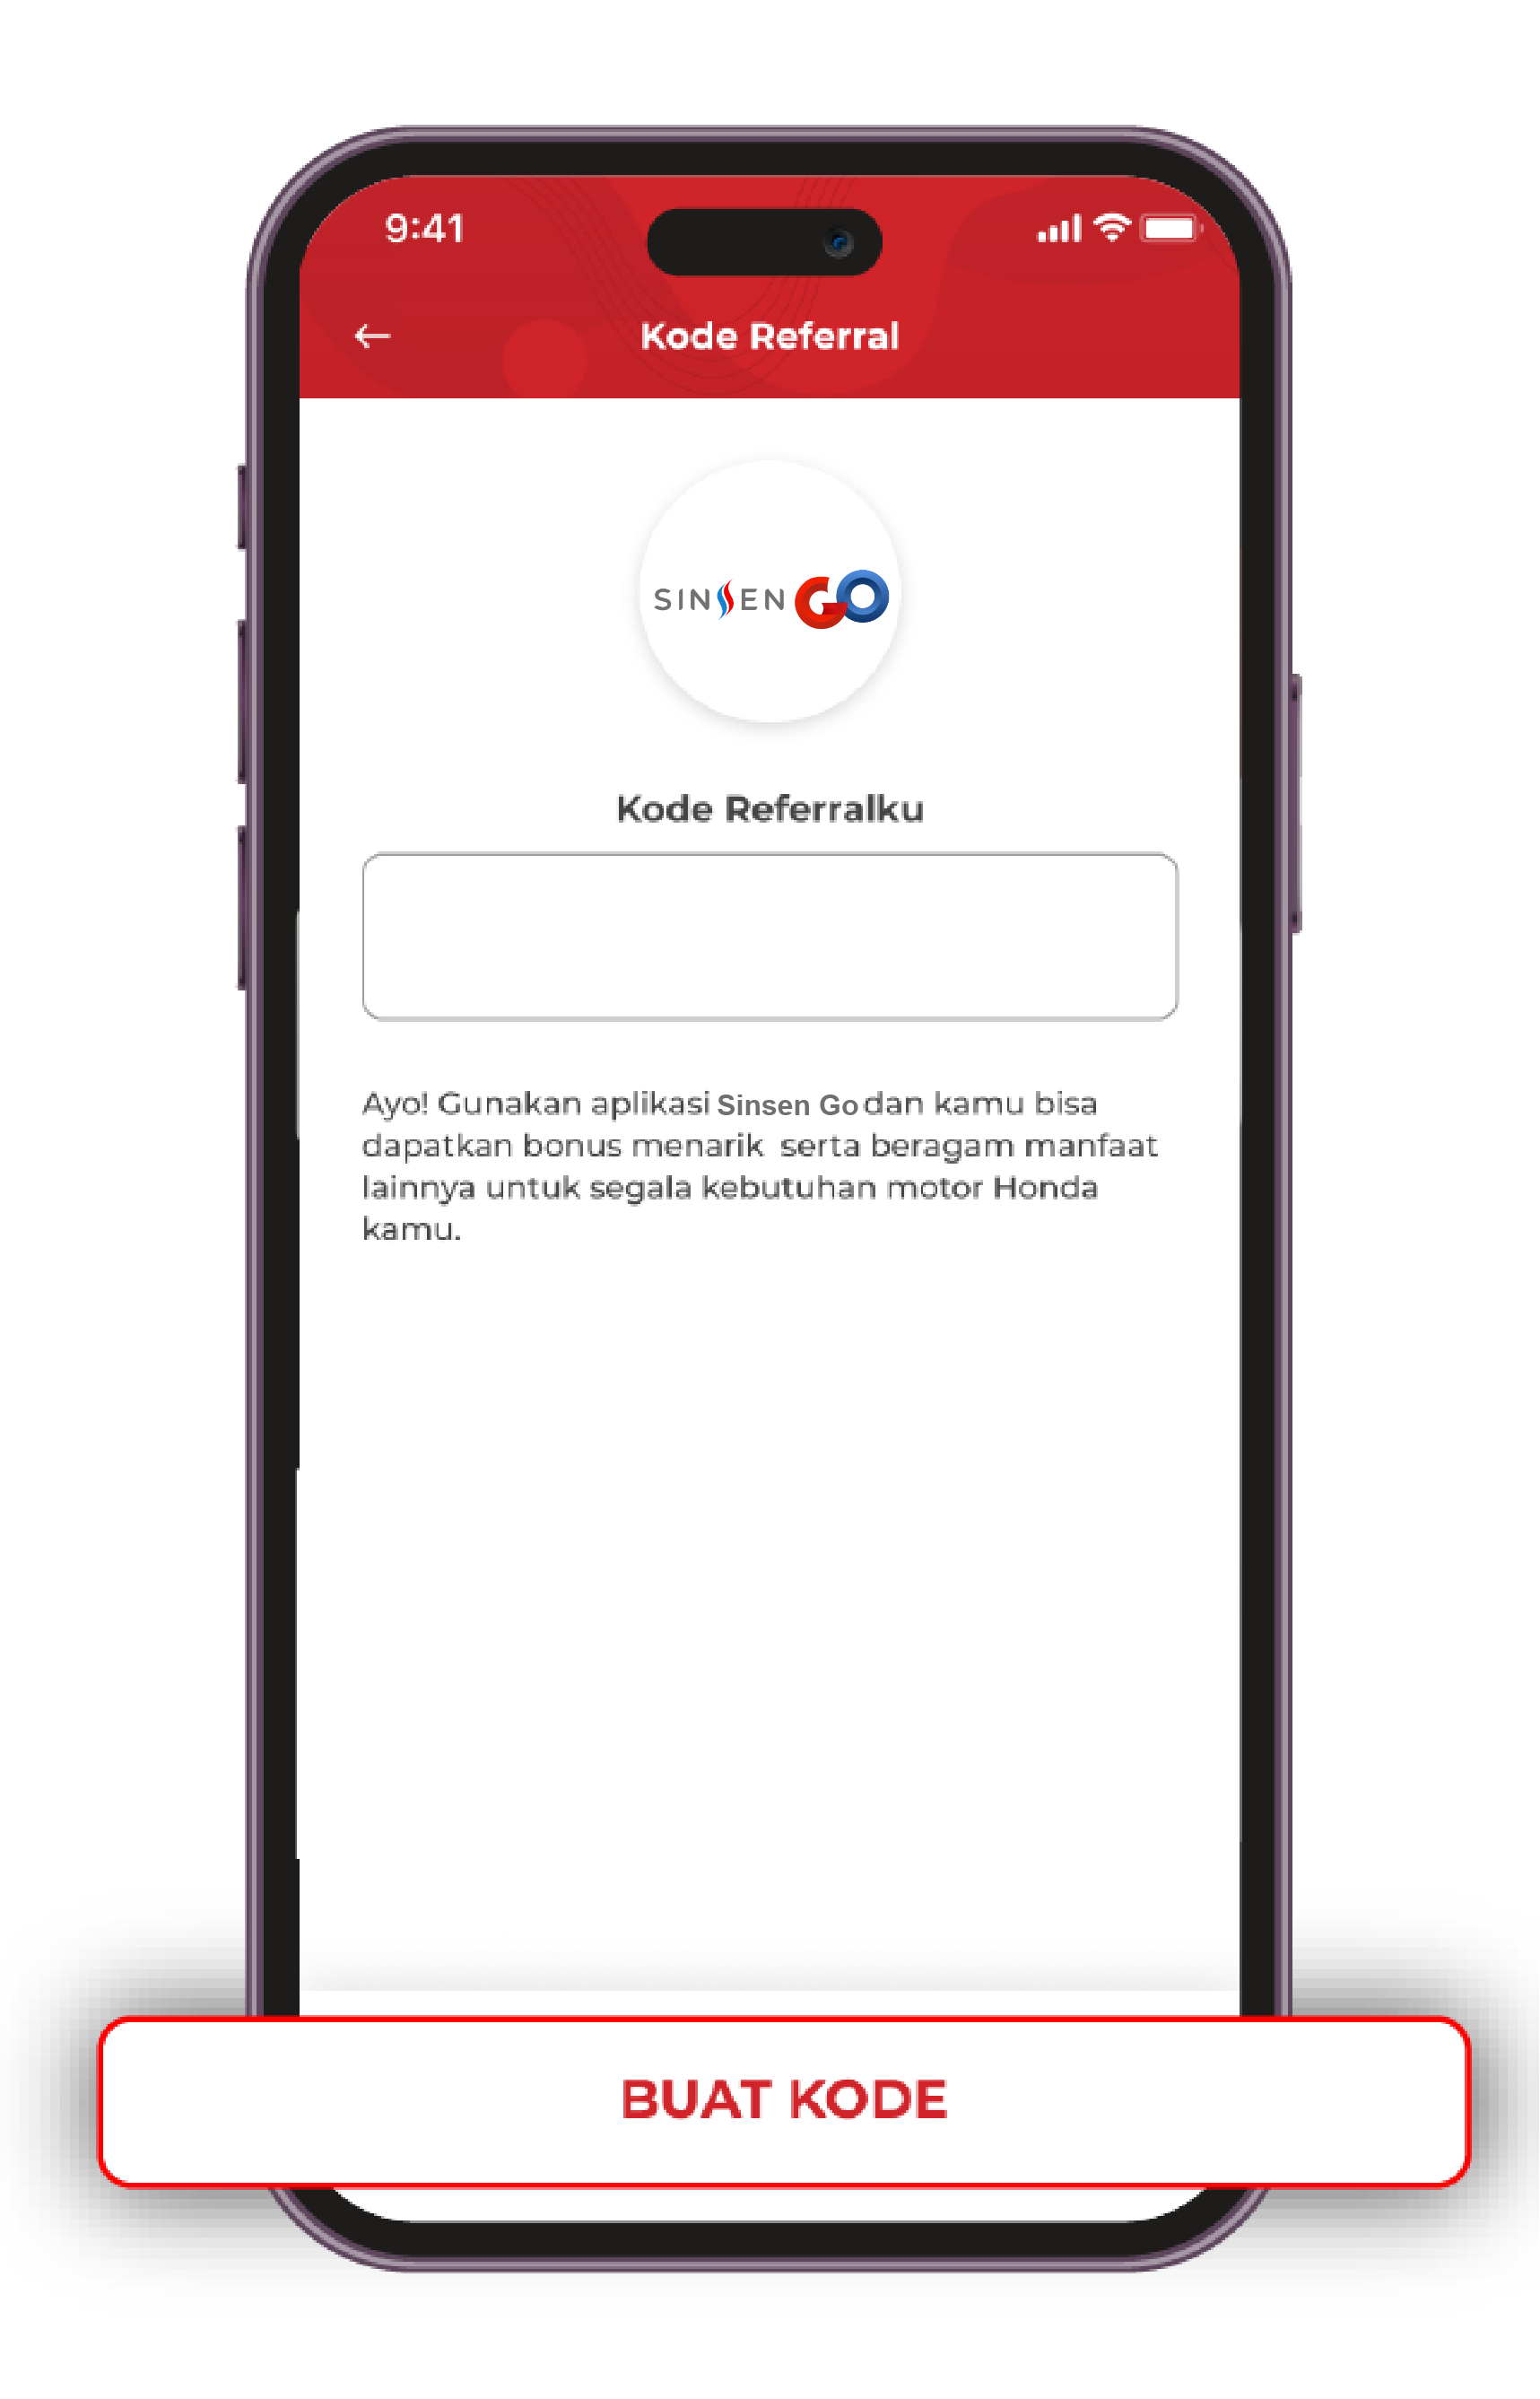 9:41
Kode Referral
SINSEN GO
Kode Referralku
Ayo! Gunakan aplikasi Sinsen Go dan kamu bisa
dapatkan bonus menarik serta beragam manfaat
lainnya untuk segala kebutuhan motor Honda
kamu.
BUAT KODE